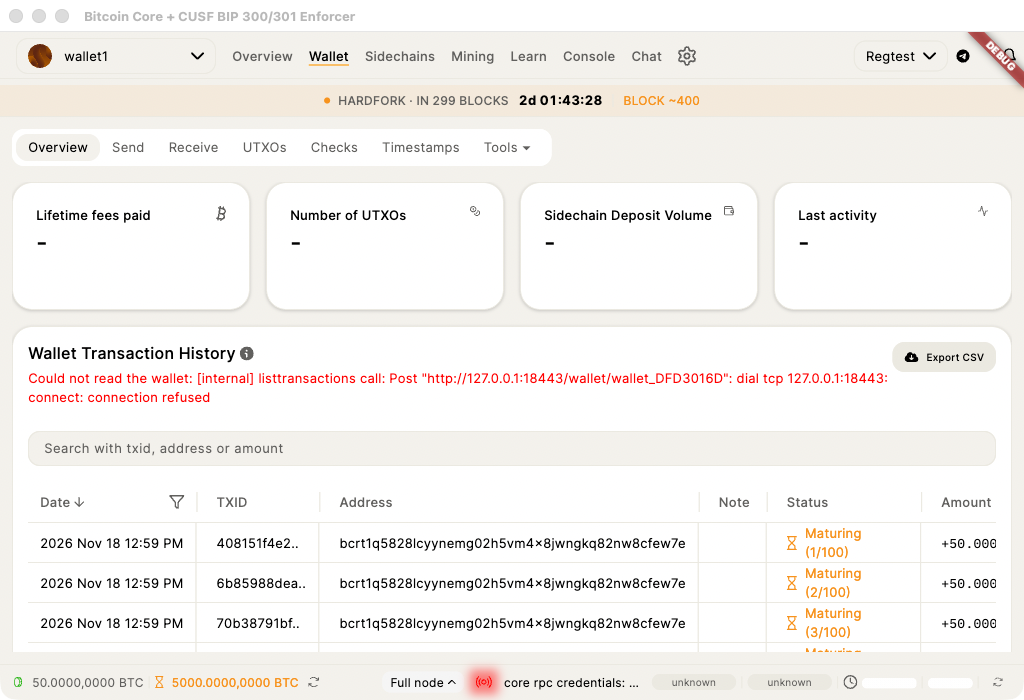 Bitcoin Core + CUSF BIP 300/301 Enforcer
wallet1
Overview Wallet Sidechains Mining Learn Console Chat
Regtest
DEBUG
HARDFORK · IN 299 BLOCKS 2d 01:43:28 BLOCK ~400
Overview Send Receive UTXOs Checks Timestamps Tools
Lifetime fees paid
–
Number of UTXOs
–
Sidechain Deposit Volume
–
Last activity
–
Wallet Transaction History
Export CSV
Could not read the wallet: [internal] listtransactions call: Post "http://127.0.0.1:18443/wallet/wallet_DFD3016D": dial tcp 127.0.0.1:18443:
connect: connection refused
Search with txid, address or amount
Date TXID Address Note Status Amount
2026 Nov 18 12:59 PM 408151f4e2.. bcrt1q5828lcyynemg02h5vm4x8jwngkq82nw8cfew7e Maturing (1/100) +50.000
2026 Nov 18 12:59 PM 6b85988dea.. bcrt1q5828lcyynemg02h5vm4x8jwngkq82nw8cfew7e Maturing (2/100) +50.000
2026 Nov 18 12:59 PM 70b38791bf.. bcrt1q5828lcyynemg02h5vm4x8jwngkq82nw8cfew7e Maturing (3/100) +50.000
50.0000,0000 BTC 5000.0000,0000 BTC Full node core rpc credentials: ... unknown unknown